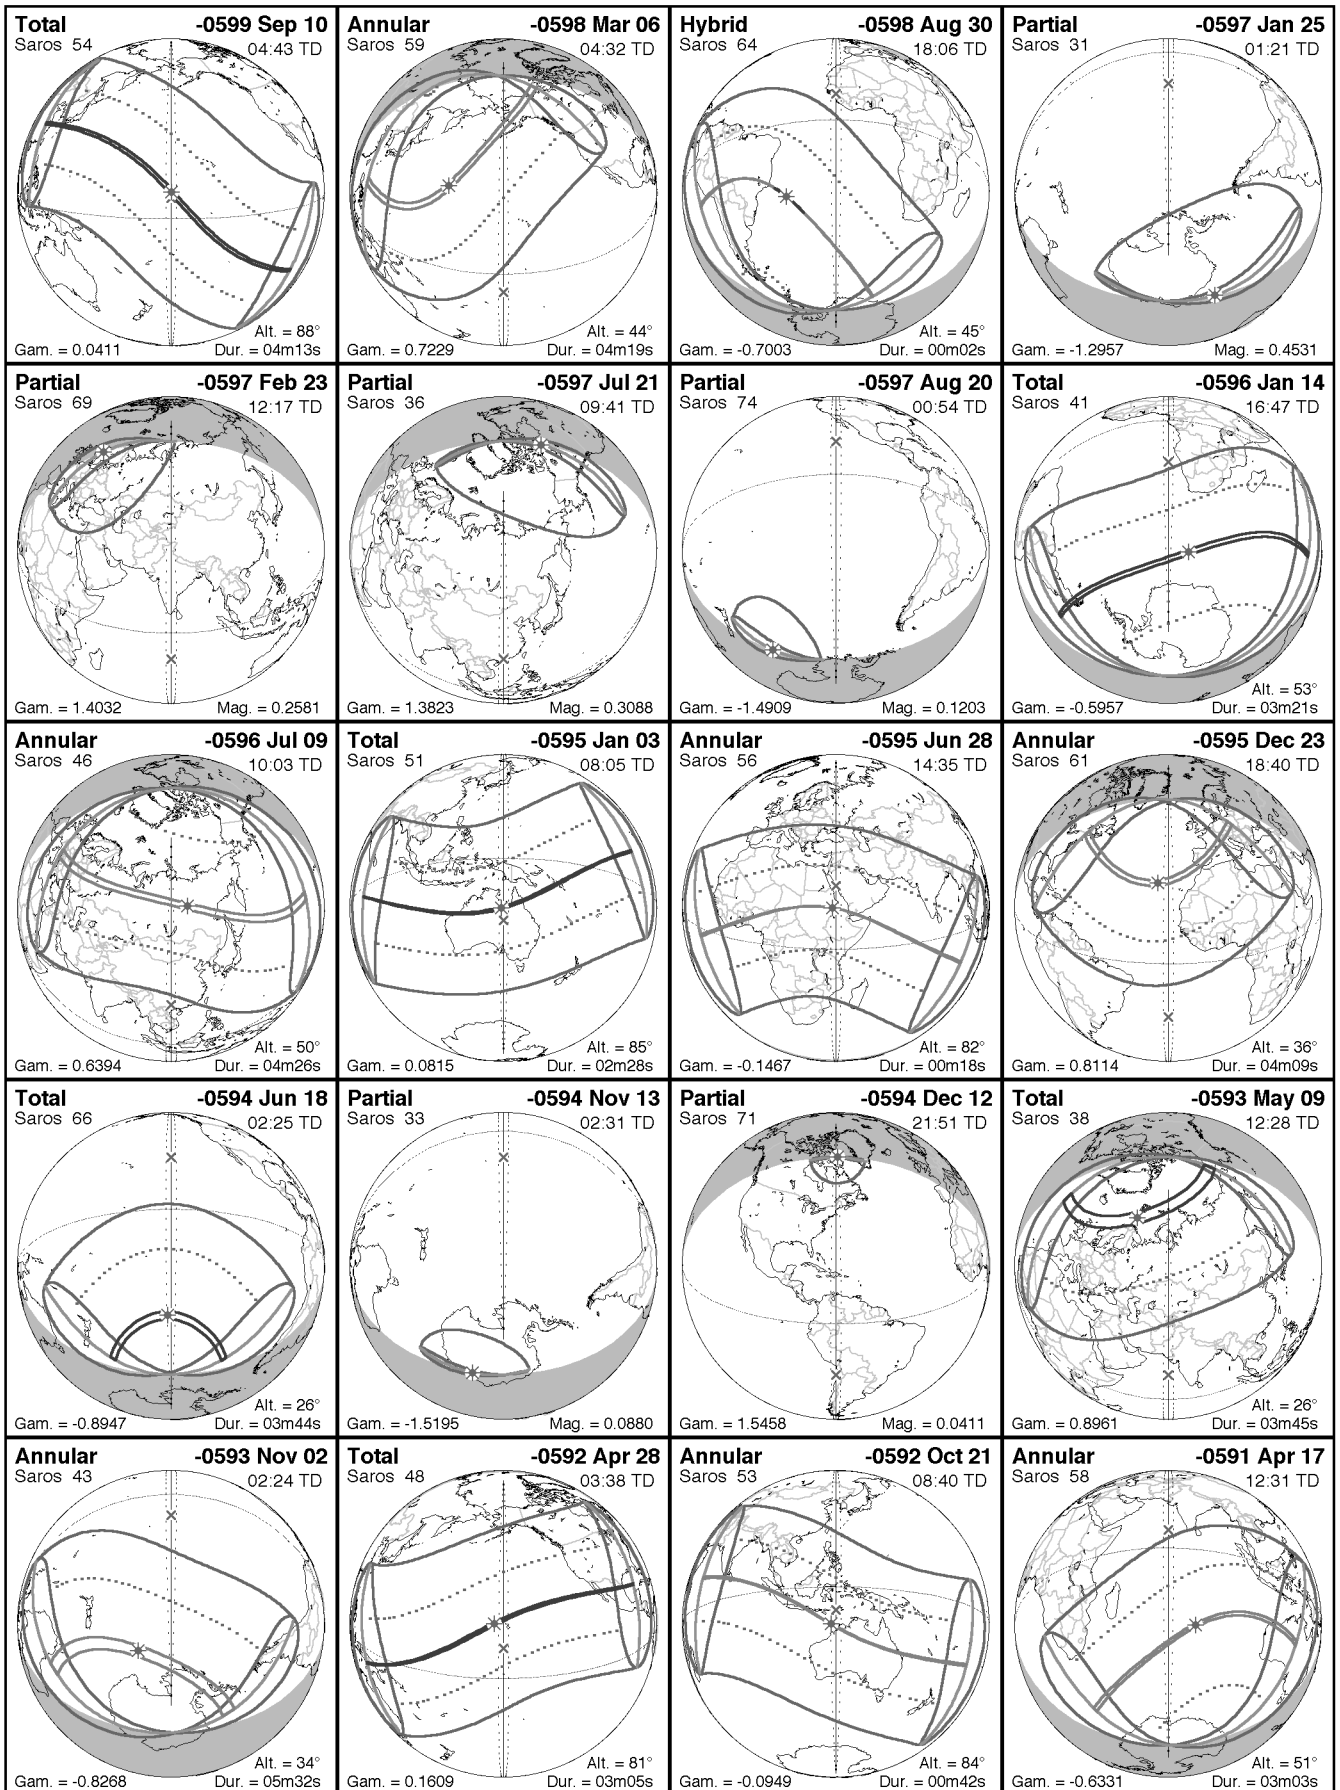 Total -0599 Sep 10
Saros 54 04:43 TD
Alt. = 88°
Gam. = 0.0411 Dur. = 04m13s
Annular -0598 Mar 06
Saros 59 04:32 TD
Alt. = 44°
Gam. = 0.7229 Dur. = 04m19s
Hybrid -0598 Aug 30
Saros 64 18:06 TD
Alt. = 45°
Gam. = -0.7003 Dur. = 00m02s
Partial -0597 Jan 25
Saros 31 01:21 TD
Gam. = -1.2957 Mag. = 0.4531
Partial -0597 Feb 23
Saros 69 12:17 TD
Gam. = 1.4032 Mag. = 0.2581
Partial -0597 Jul 21
Saros 36 09:41 TD
Gam. = 1.3823 Mag. = 0.3088
Partial -0597 Aug 20
Saros 74 00:54 TD
Gam. = -1.4909 Mag. = 0.1203
Total -0596 Jan 14
Saros 41 16:47 TD
Alt. = 53°
Gam. = -0.5957 Dur. = 03m21s
Annular -0596 Jul 09
Saros 46 10:03 TD
Alt. = 50°
Gam. = 0.6394 Dur. = 04m26s
Total -0595 Jan 03
Saros 51 08:05 TD
Alt. = 85°
Gam. = 0.0815 Dur. = 02m28s
Annular -0595 Jun 28
Saros 56 14:35 TD
Alt. = 82°
Gam. = -0.1467 Dur. = 00m18s
Annular -0595 Dec 23
Saros 61 18:40 TD
Alt. = 36°
Gam. = 0.8114 Dur. = 04m09s
Total -0594 Jun 18
Saros 66 02:25 TD
Alt. = 26°
Gam. = -0.8947 Dur. = 03m44s
Partial -0594 Nov 13
Saros 33 02:31 TD
Gam. = -1.5195 Mag. = 0.0880
Partial -0594 Dec 12
Saros 71 21:51 TD
Gam. = 1.5458 Mag. = 0.0411
Total -0593 May 09
Saros 38 12:28 TD
Alt. = 26°
Gam. = 0.8961 Dur. = 03m45s
Annular -0593 Nov 02
Saros 43 02:24 TD
Alt. = 34°
Gam. = -0.8268 Dur. = 05m32s
Total -0592 Apr 28
Saros 48 03:38 TD
Alt. = 81°
Gam. = 0.1609 Dur. = 03m05s
Annular -0592 Oct 21
Saros 53 08:40 TD
Alt. = 84°
Gam. = -0.0949 Dur. = 00m42s
Annular -0591 Apr 17
Saros 58 12:31 TD
Alt. = 51°
Gam. = -0.6331 Dur. = 03m03s